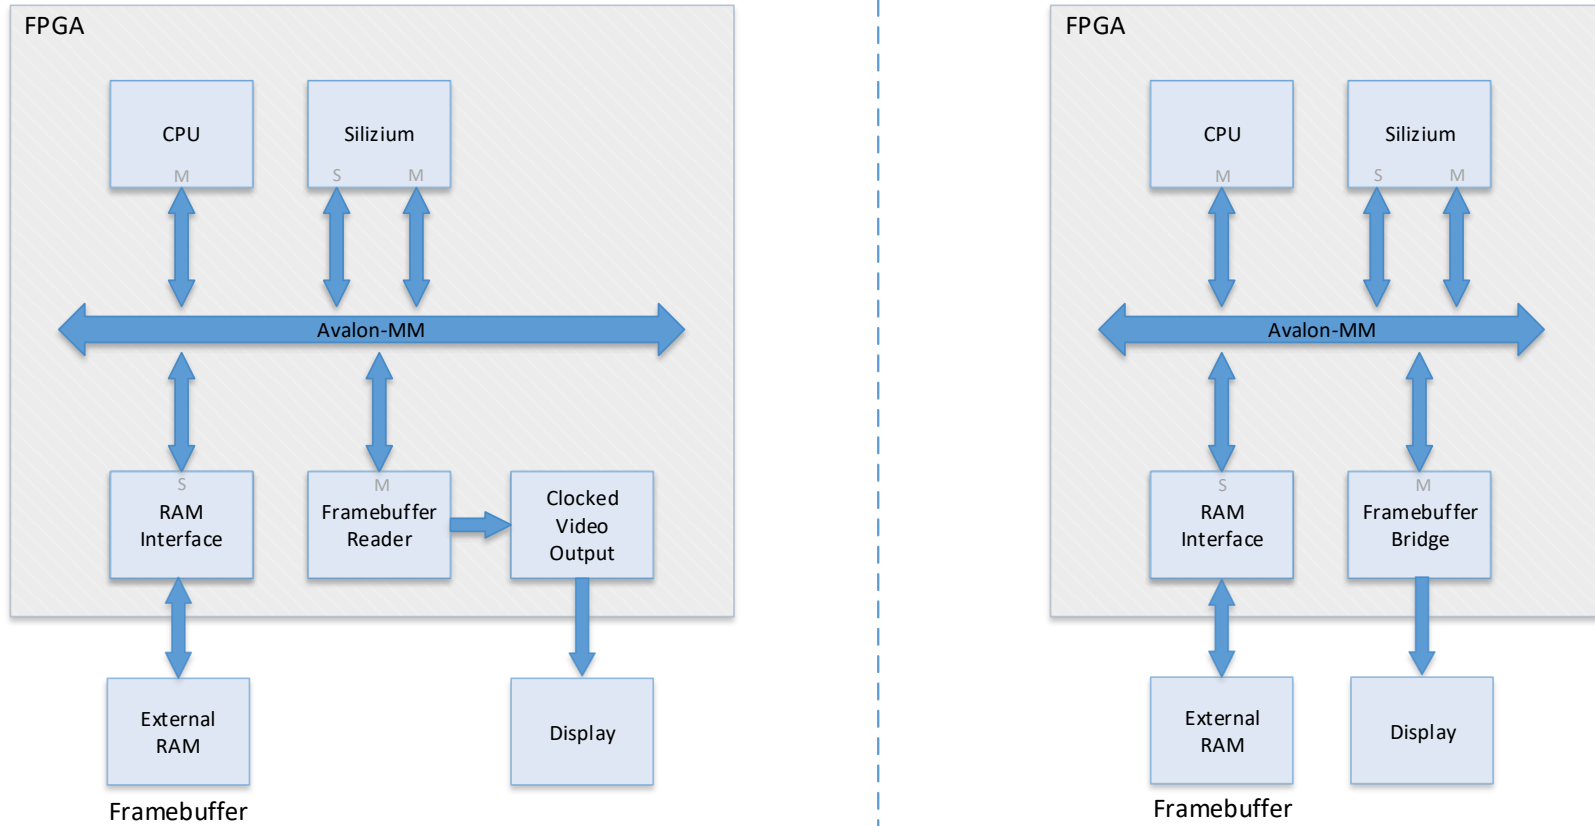 FPGA
CPU
M
Silizium
S M
Avalon-MM
S
RAM
Interface
M
Framebuffer
Reader
Clocked
Video
Output
External
RAM
Display
Framebuffer
FPGA
CPU
M
Silizium
S M
Avalon-MM
S
RAM
Interface
M
Framebuffer
Bridge
External
RAM
Display
Framebuffer